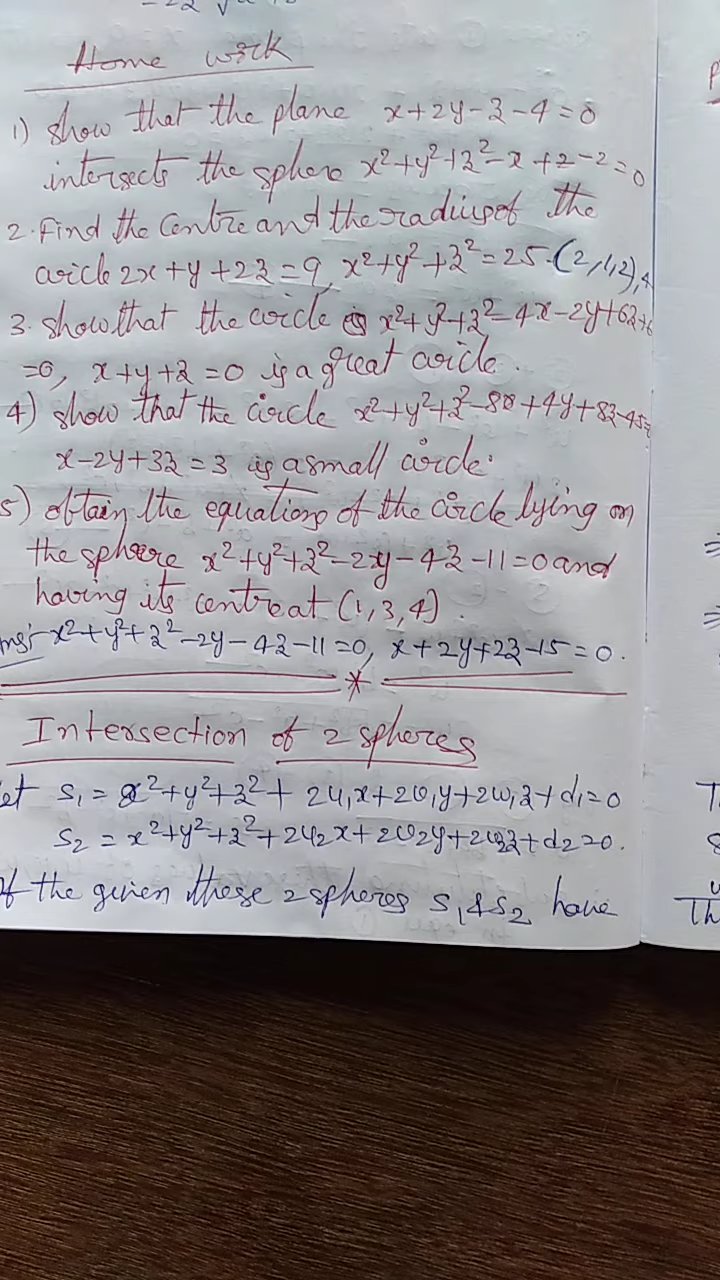 Home work
1) show that the plane x+2y-z-4=0
intersects the sphere x²+y²+z²-x+z-2=0
2. Find the Centre and the radius of the
circle 2x+y+2z=9, x²+y²+z²=25. (2,1,2), 4
3. show that the circle x²+y²+z²-4x-2y+6z+6
=0, x+y+z=0 is a great circle.
4) show that the circle x²+y²+z²-8x+4y+8z-45=
x-2y+3z=3 is a small circle.
5) obtain the equations of the circle lying on
the sphere x²+y²+z²-2y-4z-11=0 and
having its centre at (1,3,4).
x²+y²+z²-2y-4z-11=0, x+2y+2z-15=0.
Intersection of 2 spheres
S₁ = x²+y²+z²+ 2u₁x+2v₁y+2w₁z+d₁=0
S₂ = x²+y²+z²+2u₂x+2v₂y+2w₂z+d₂=0.
the given these 2 spheres S₁ & S₂ have